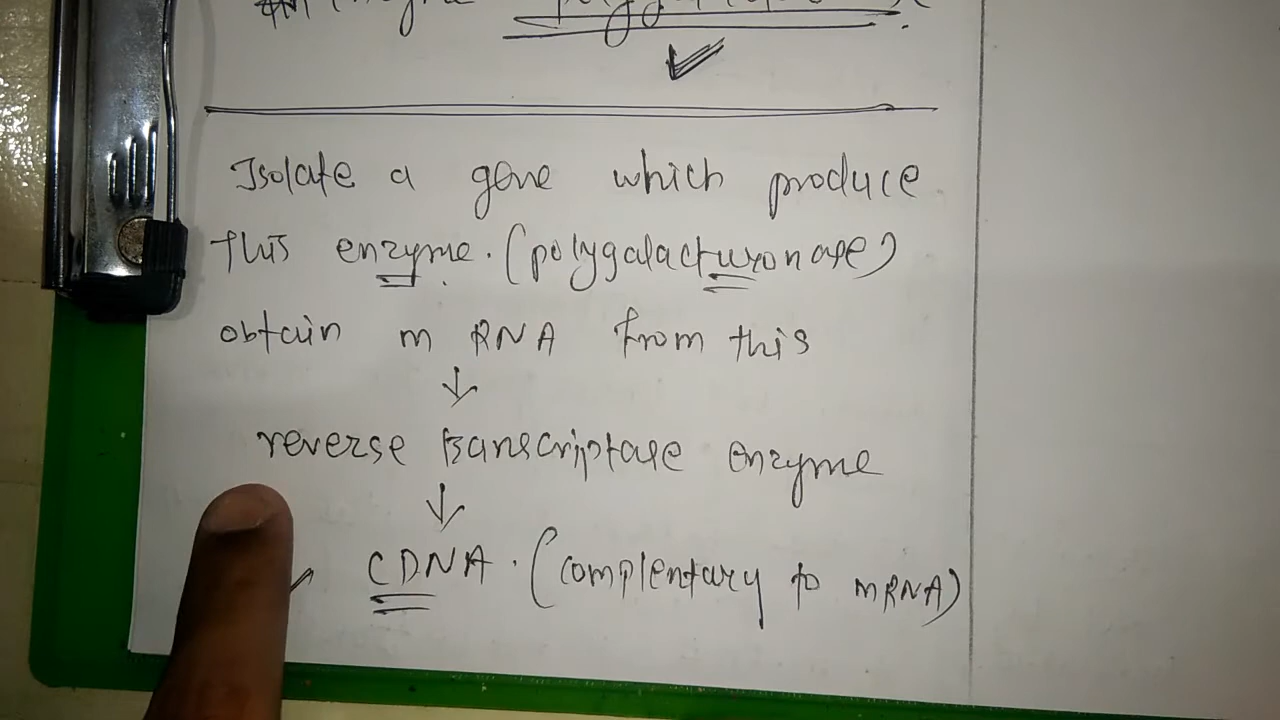 Isolate a gene which produce
this enzyme. (polygalacturonase)
obtain m RNA from this
↓
reverse transcriptase enzyme
↓
CDNA. (complentary to mRNA)